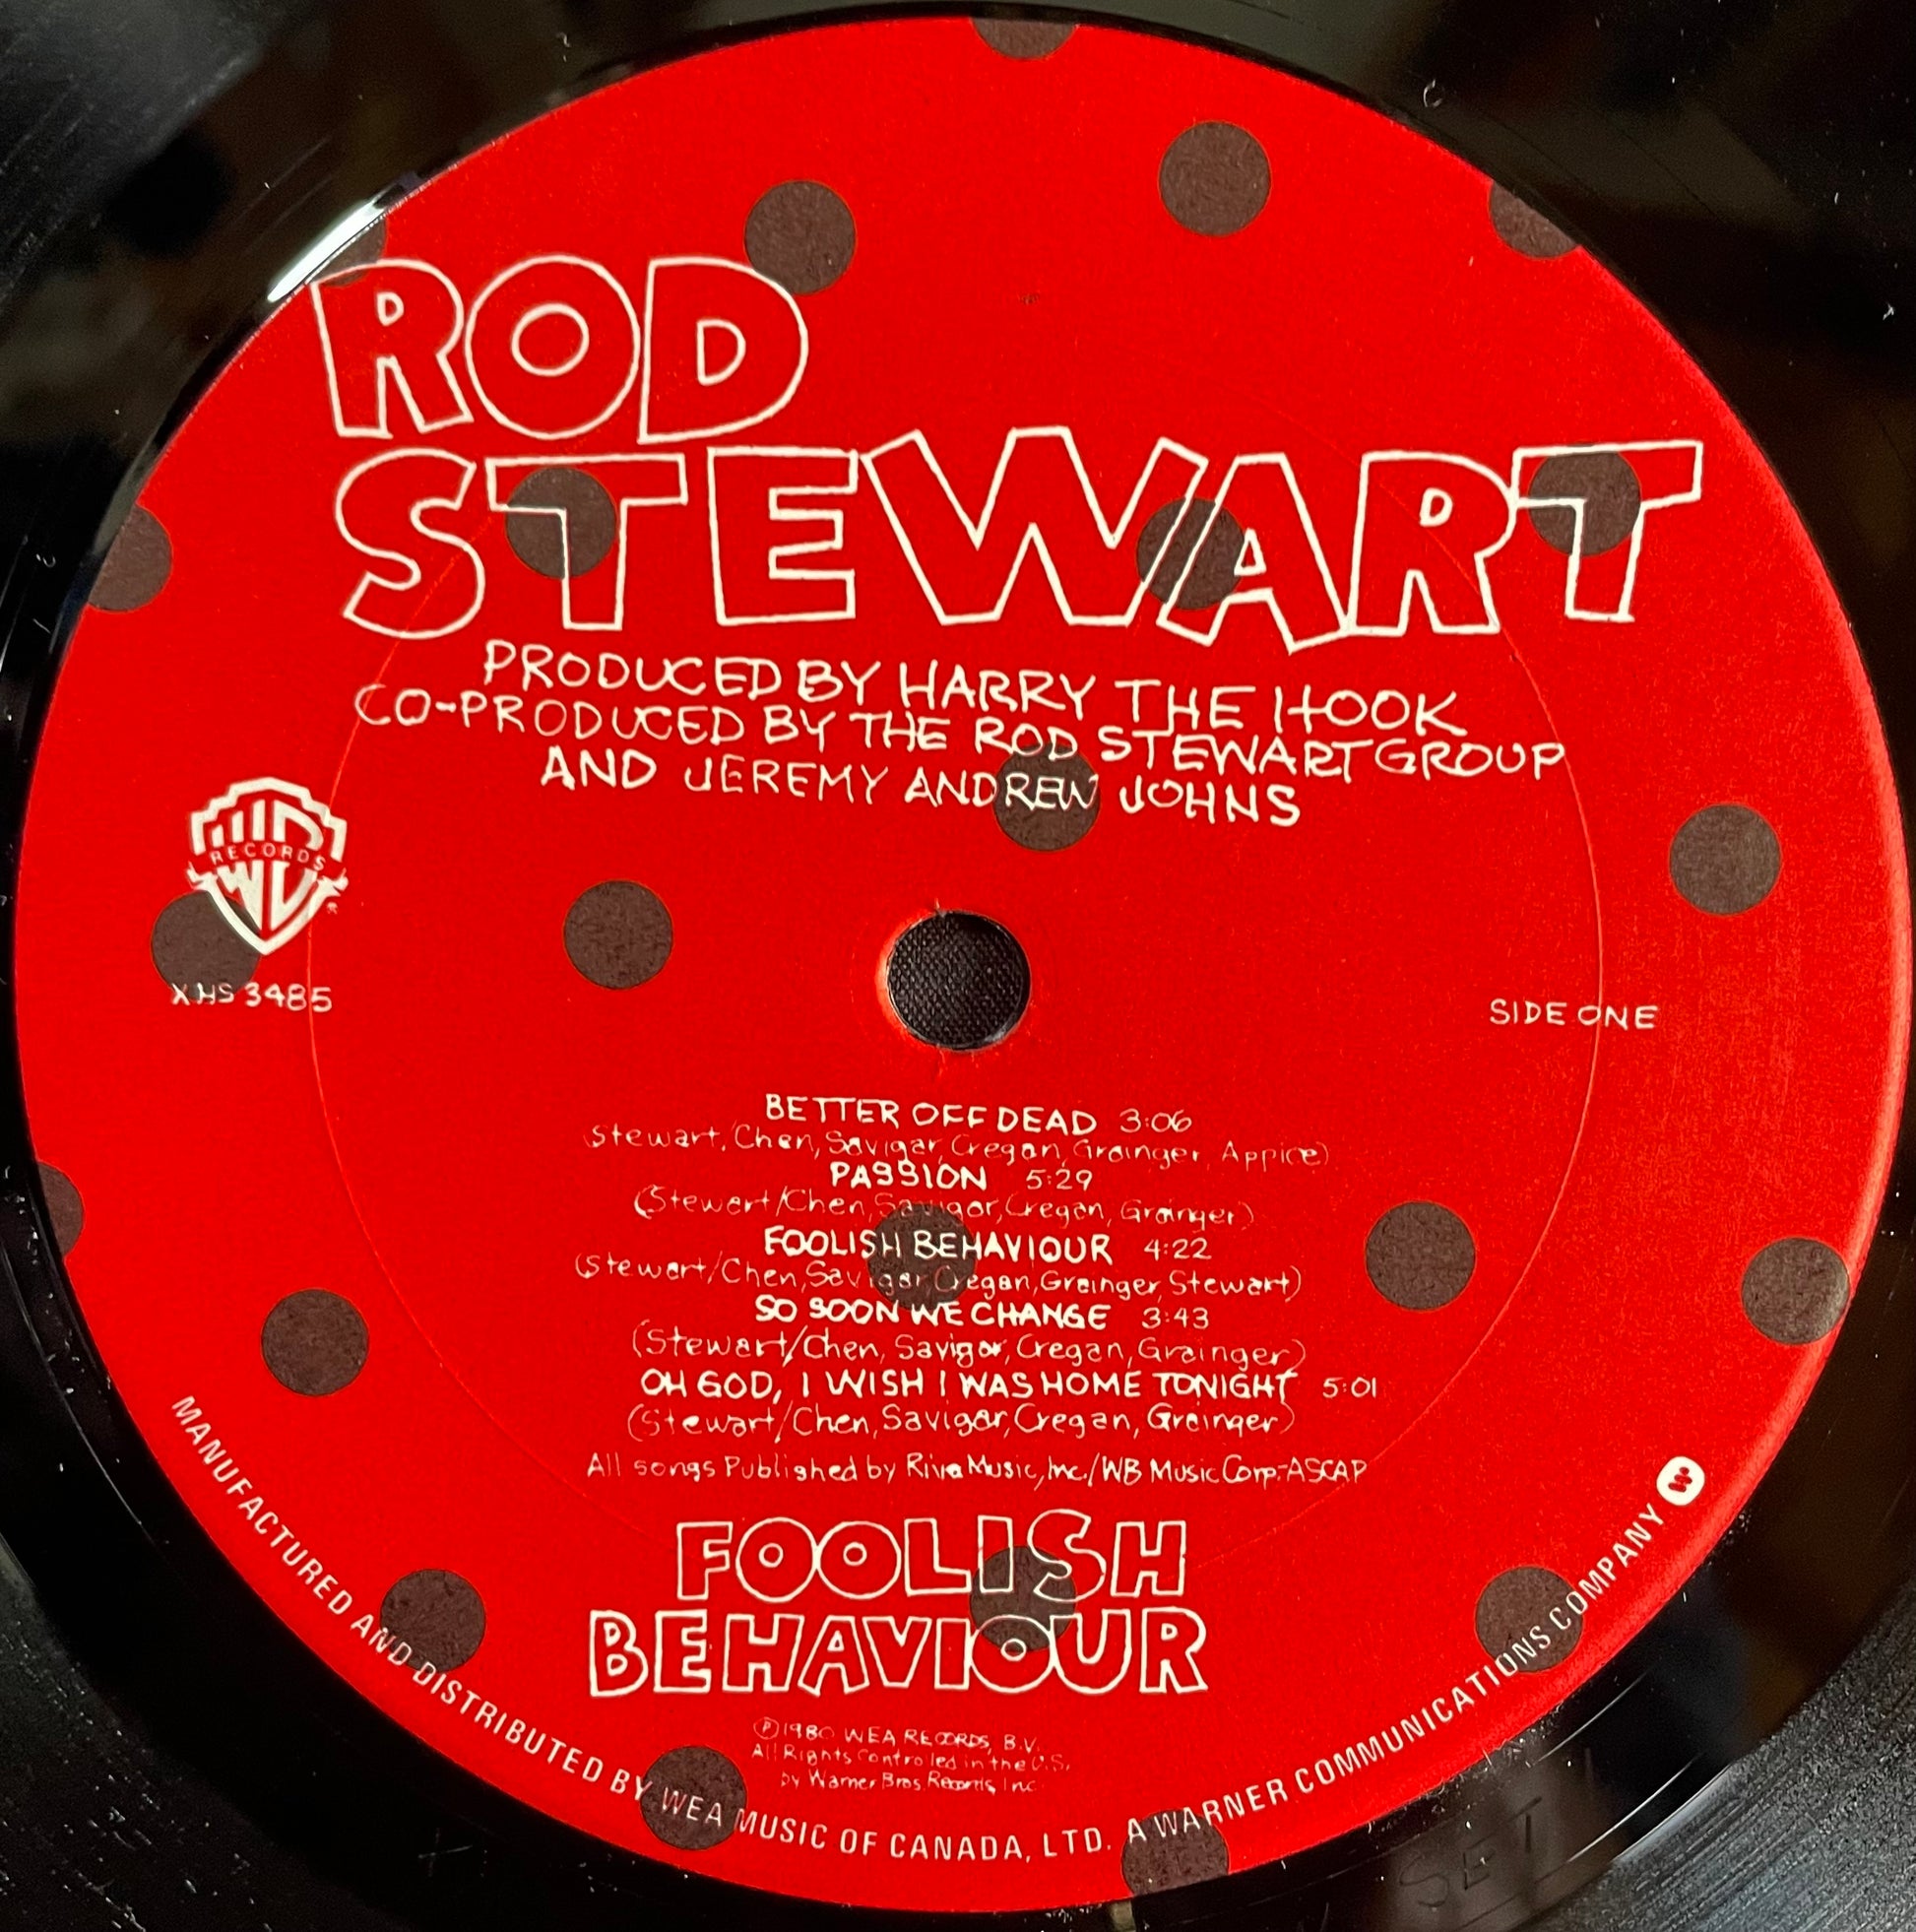 ROD
STEWART
PRODUCED BY HARRY THE HOOK
CO-PRODUCED BY THE ROD STEWART GROUP
AND JEREMY ANDREW JOHNS
WB
RECORDS
XHS 3485
SIDE ONE
BETTER OFF DEAD 3:06
(Stewart, Chen, Savigar, Cregan, Grainger, Appice)
PASSION 5:29
(Stewart/Chen, Savigar, Cregan, Grainger)
FOOLISH BEHAVIOUR 4:22
(Stewart/Chen, Savigar, Cregan, Grainger, Stewart)
SO SOON WE CHANGE 3:43
(Stewart/Chen, Savigar, Cregan, Grainger)
OH GOD, I WISH I WAS HOME TONIGHT 5:01
(Stewart/Chen, Savigar, Cregan, Grainger)
All songs Published by Riva Music, Inc./WB Music Corp.-ASCAP
FOOLISH
BEHAVIOUR
℗1980 WEA RECORDS, B.V.
All Rights Controlled in the U.S.
by Warner Bros. Records, Inc.
MANUFACTURED AND DISTRIBUTED BY WEA MUSIC OF CANADA, LTD. A WARNER COMMUNICATIONS COMPANY
SET